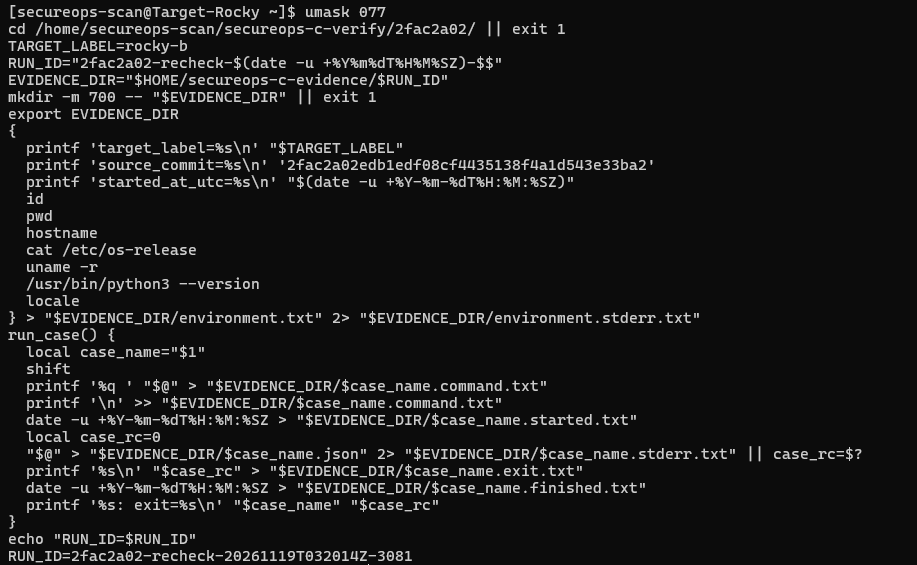 [secureops-scan@Target-Rocky ~]$ umask 077
cd /home/secureops-scan/secureops-c-verify/2fac2a02/ || exit 1
TARGET_LABEL=rocky-b
RUN_ID="2fac2a02-recheck-$(date -u +%Y%m%dT%H%M%SZ)-$$"
EVIDENCE_DIR="$HOME/secureops-c-evidence/$RUN_ID"
mkdir -m 700 -- "$EVIDENCE_DIR" || exit 1
export EVIDENCE_DIR
{
  printf 'target_label=%s\n' "$TARGET_LABEL"
  printf 'source_commit=%s\n' '2fac2a02edb1edf08cf4435138f4a1d543e33ba2'
  printf 'started_at_utc=%s\n' "$(date -u +%Y-%m-%dT%H:%M:%SZ)"
  id
  pwd
  hostname
  cat /etc/os-release
  uname -r
  /usr/bin/python3 --version
  locale
} > "$EVIDENCE_DIR/environment.txt" 2> "$EVIDENCE_DIR/environment.stderr.txt"
run_case() {
  local case_name="$1"
  shift
  printf '%q ' "$@" > "$EVIDENCE_DIR/$case_name.command.txt"
  printf '\n' >> "$EVIDENCE_DIR/$case_name.command.txt"
  date -u +%Y-%m-%dT%H:%M:%SZ > "$EVIDENCE_DIR/$case_name.started.txt"
  local case_rc=0
  "$@" > "$EVIDENCE_DIR/$case_name.json" 2> "$EVIDENCE_DIR/$case_name.stderr.txt" || case_rc=$?
  printf '%s\n' "$case_rc" > "$EVIDENCE_DIR/$case_name.exit.txt"
  date -u +%Y-%m-%dT%H:%M:%SZ > "$EVIDENCE_DIR/$case_name.finished.txt"
  printf '%s: exit=%s\n' "$case_name" "$case_rc"
}
echo "RUN_ID=$RUN_ID"
RUN_ID=2fac2a02-recheck-20261119T032014Z-3081